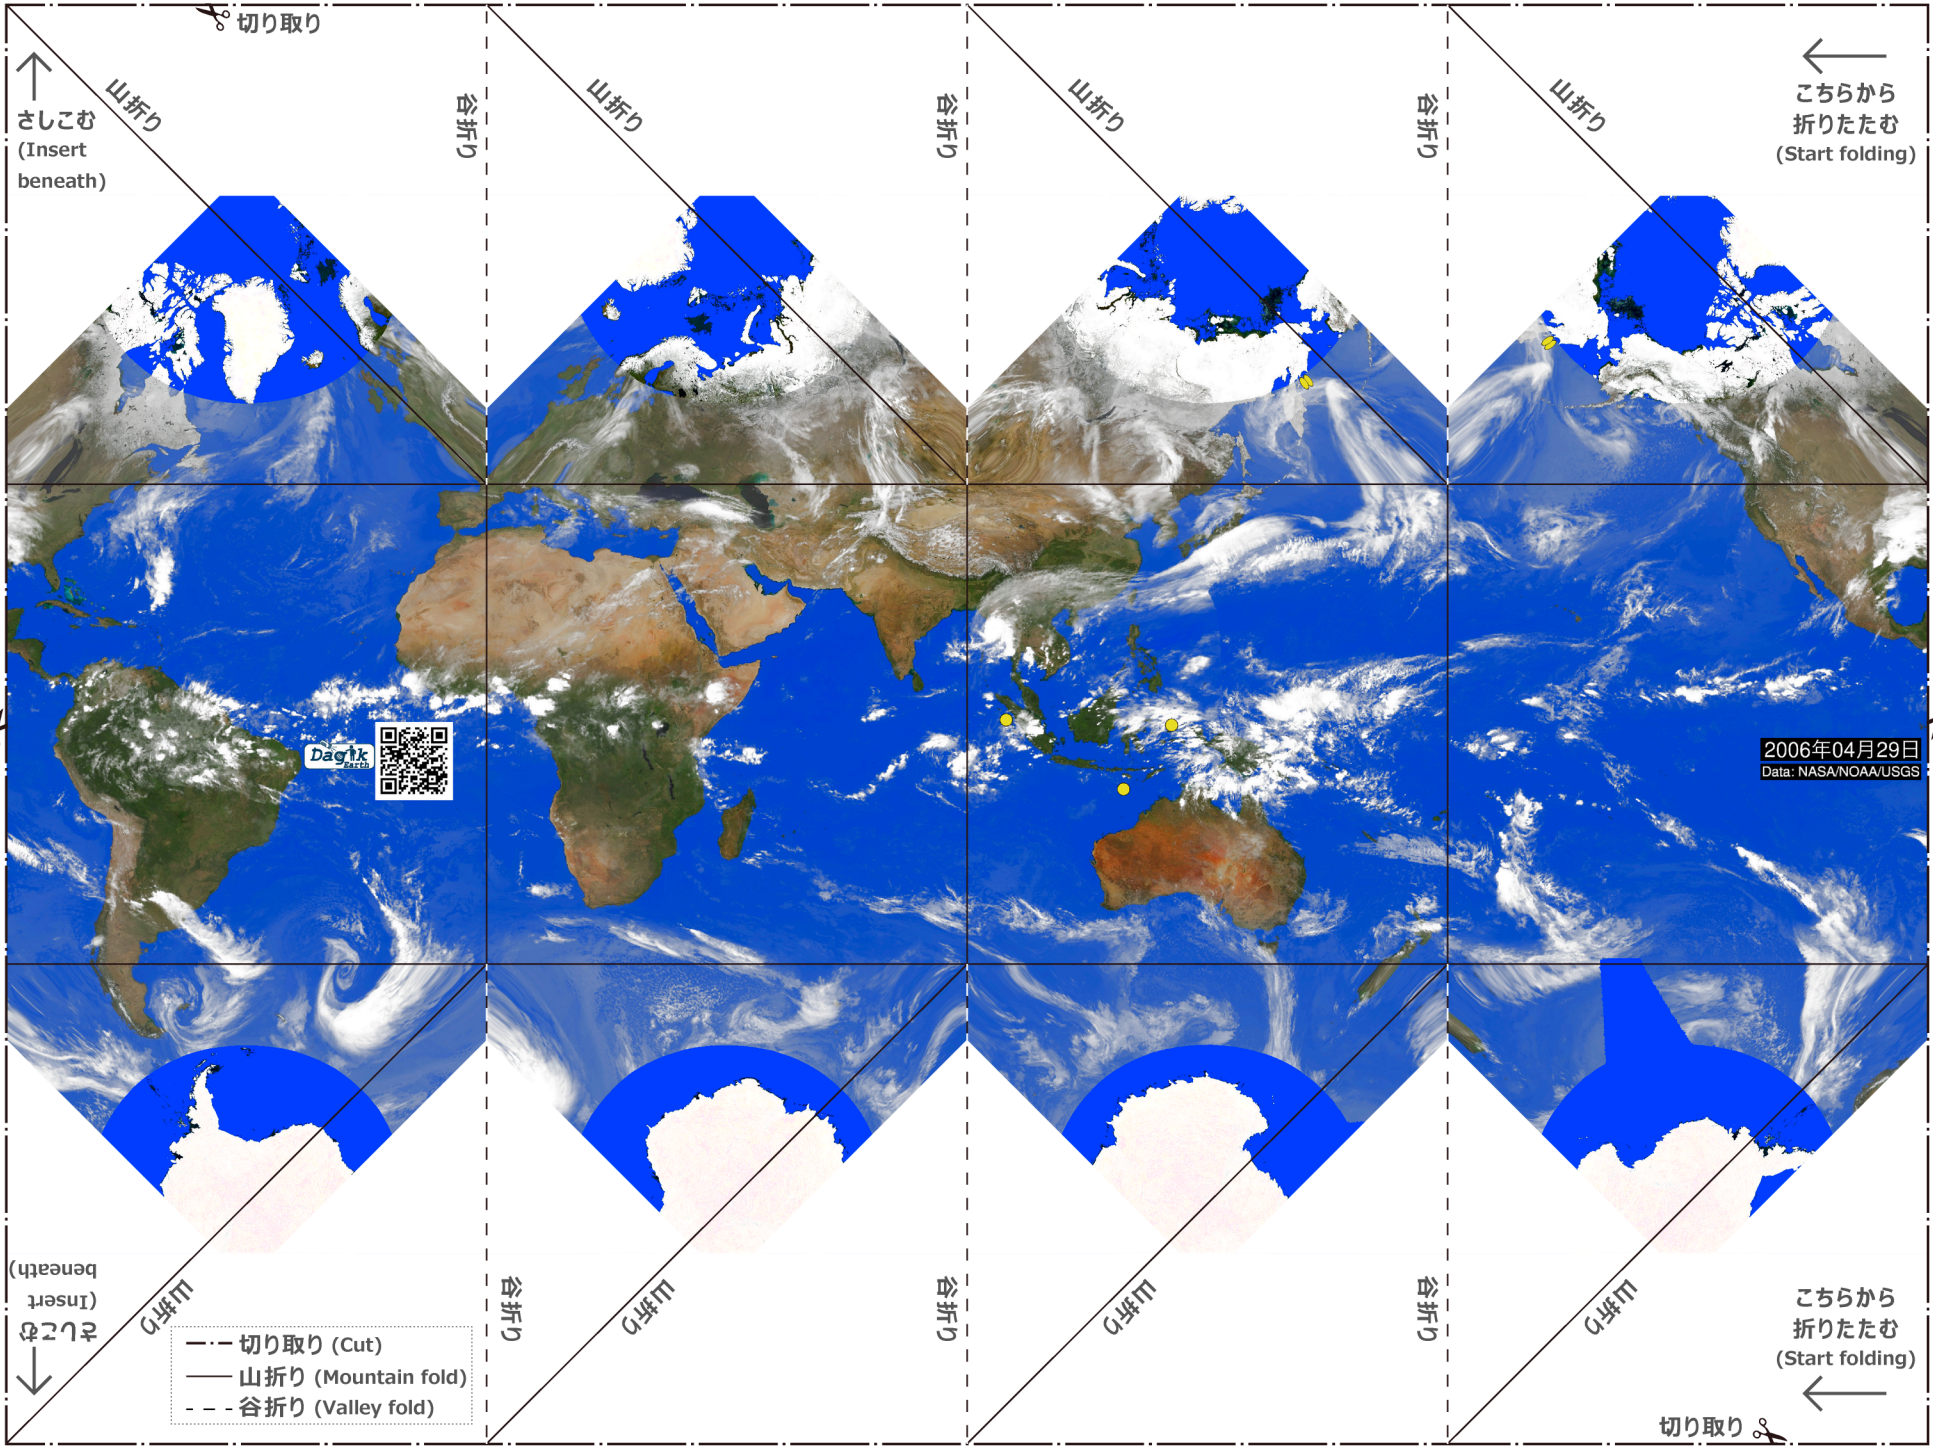 切り取り
山折り
谷折り
山折り
谷折り
山折り
谷折り
山折り
さしこむ
(Insert
beneath)
こちらから
折りたたむ
(Start folding)
Dagik
Earth
2006年04月29日
Data: NASA/NOAA/USGS
さしこむ
(Insert
beneath)
山折り
谷折り
山折り
谷折り
山折り
谷折り
山折り
こちらから
折りたたむ
(Start folding)
切り取り (Cut)
山折り (Mountain fold)
谷折り (Valley fold)
切り取り